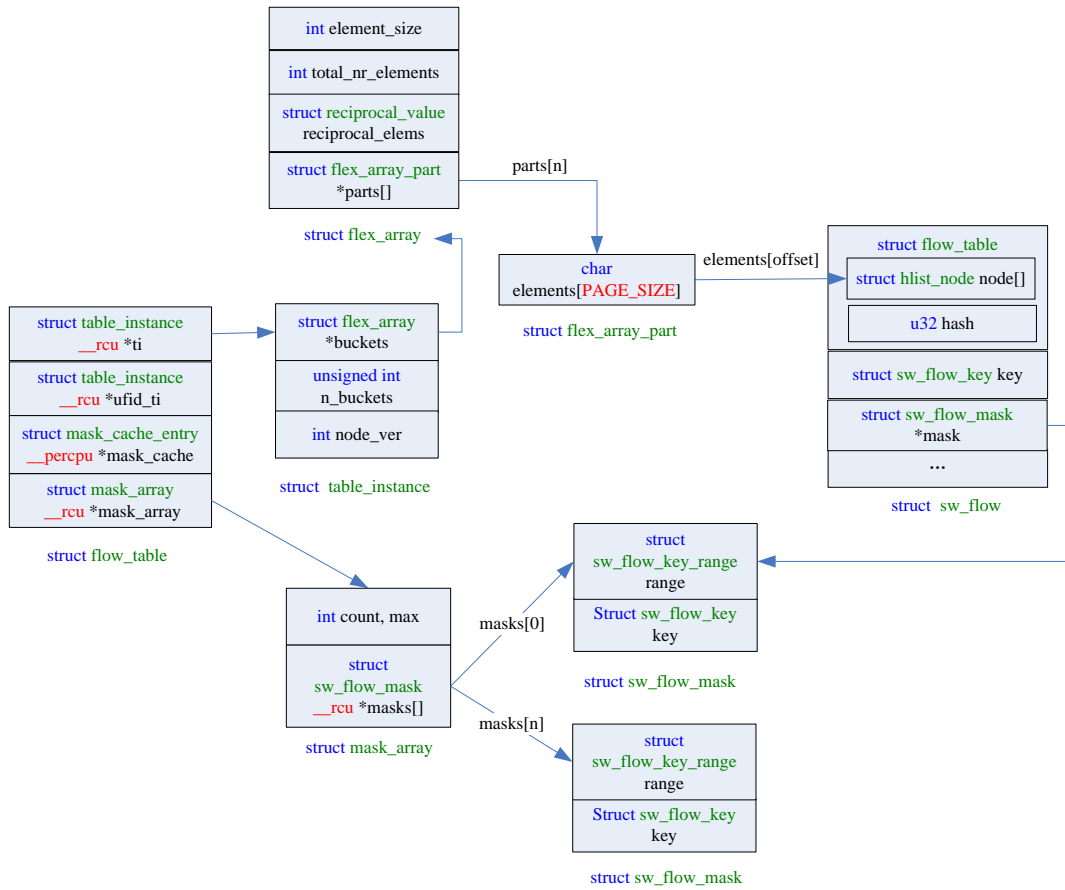 int element_size
int total_nr_elements
struct reciprocal_value
reciprocal_elems
struct flex_array_part
*parts[]
struct flex_array
parts[n]
char
elements[PAGE_SIZE]
struct flex_array_part
elements[offset]
struct flow_table
struct hlist_node node[]
u32 hash
struct sw_flow_key key
struct sw_flow_mask
*mask
...
struct sw_flow
struct table_instance
__rcu *ti
struct table_instance
__rcu *ufid_ti
struct mask_cache_entry
__percpu *mask_cache
struct mask_array
__rcu *mask_array
struct flow_table
struct flex_array
*buckets
unsigned int
n_buckets
int node_ver
struct table_instance
int count, max
struct
sw_flow_mask
__rcu *masks[]
struct mask_array
masks[0]
masks[n]
struct
sw_flow_key_range
range
Struct sw_flow_key
key
struct sw_flow_mask
struct
sw_flow_key_range
range
Struct sw_flow_key
key
struct sw_flow_mask